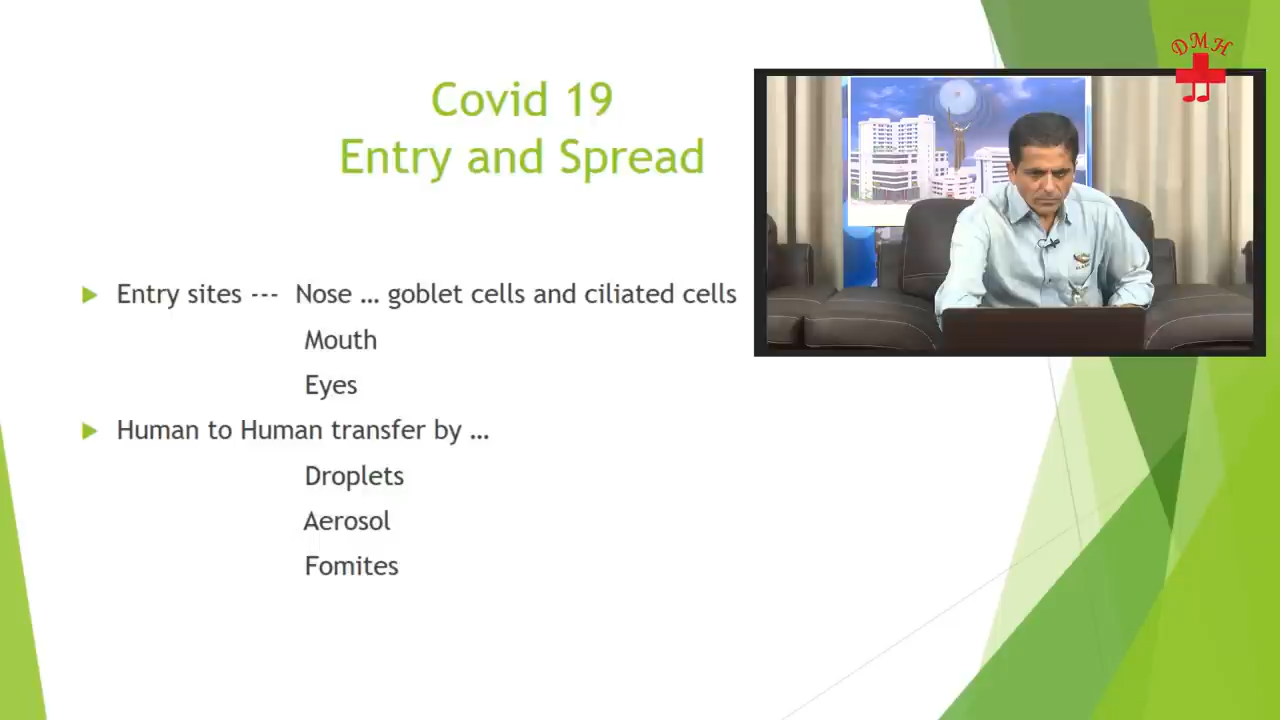 DMH
Covid 19
Entry and Spread
Entry sites --- Nose … goblet cells and ciliated cells
Mouth
Eyes
Human to Human transfer by …
Droplets
Aerosol
Fomites